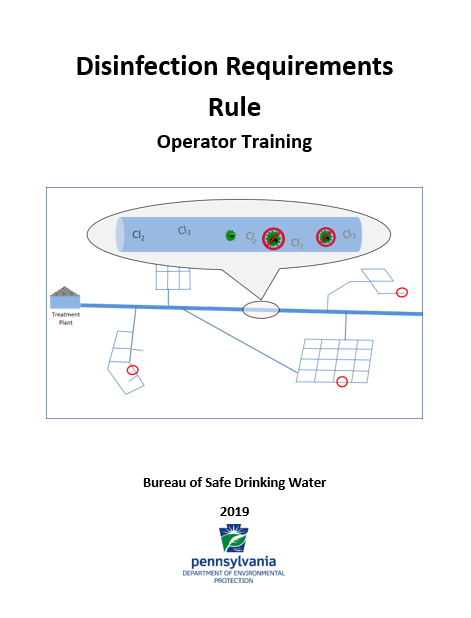 Disinfection Requirements
Rule
Operator Training
Cl2 Cl2 Cl2 Cl2 Cl2
Treatment
Plant
Bureau of Safe Drinking Water
2019
pennsylvania
DEPARTMENT OF ENVIRONMENTAL
PROTECTION